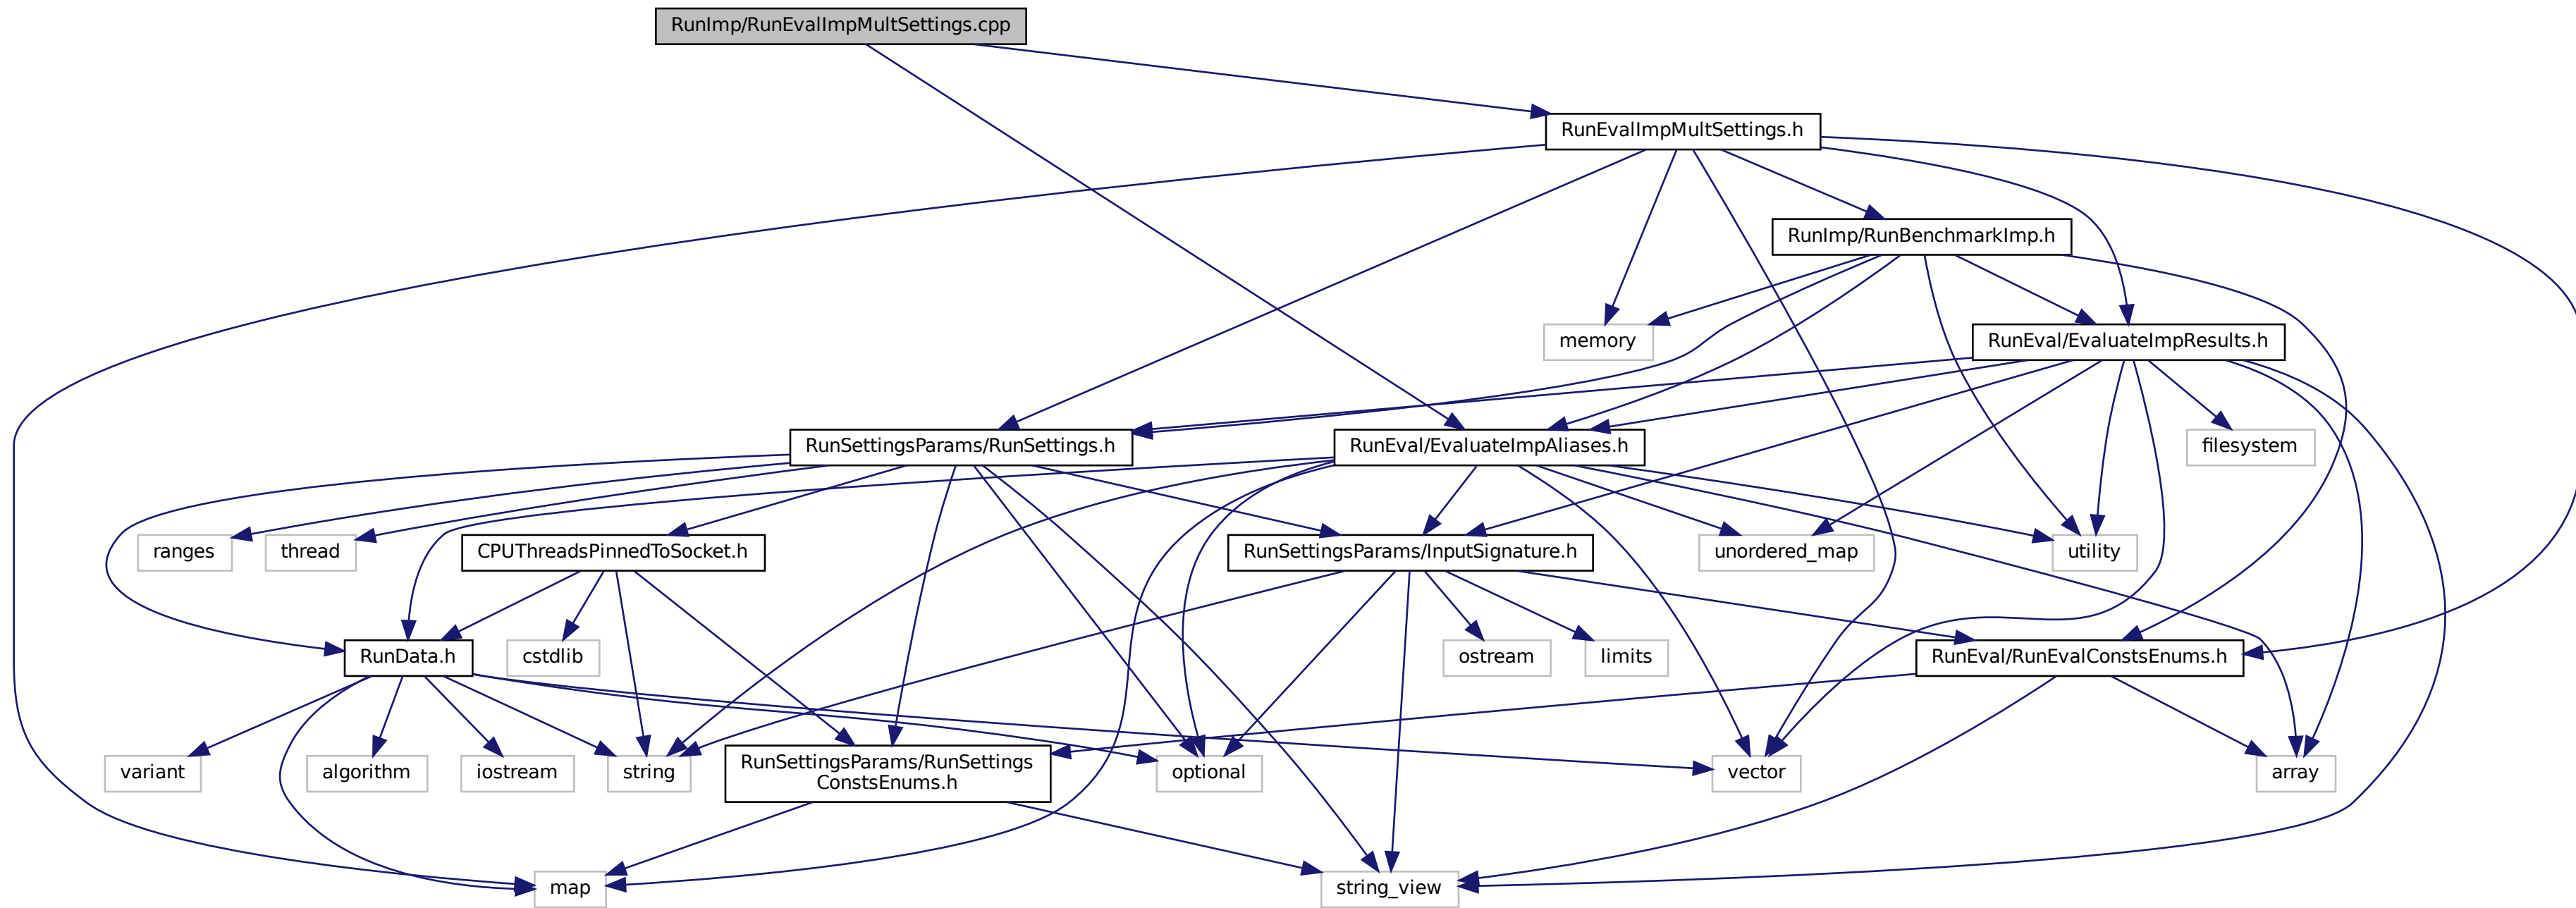 RunImp/RunEvalImpMultSettings.cpp
RunEvalImpMultSettings.h
RunImp/RunBenchmarkImp.h
memory
RunEval/EvaluateImpResults.h
RunSettingsParams/RunSettings.h
RunEval/EvaluateImpAliases.h
filesystem
ranges
thread
CPUThreadsPinnedToSocket.h
RunSettingsParams/InputSignature.h
unordered_map
utility
RunData.h
cstdlib
ostream
limits
RunEval/RunEvalConstsEnums.h
variant
algorithm
iostream
string
RunSettingsParams/RunSettings
ConstsEnums.h
optional
vector
array
map
string_view